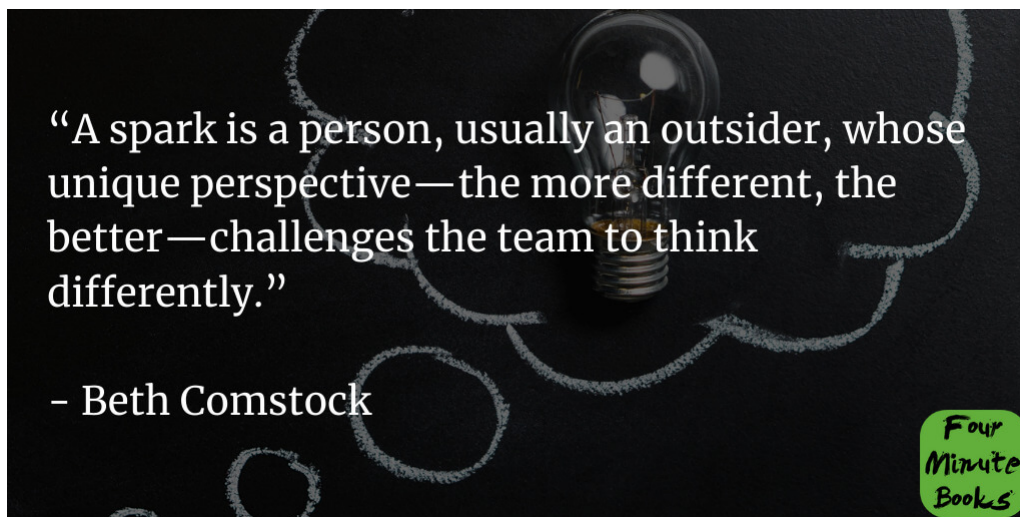 “A spark is a person, usually an outsider, whose
unique perspective—the more different, the
better—challenges the team to think
differently.”
- Beth Comstock
Four
Minute
Books